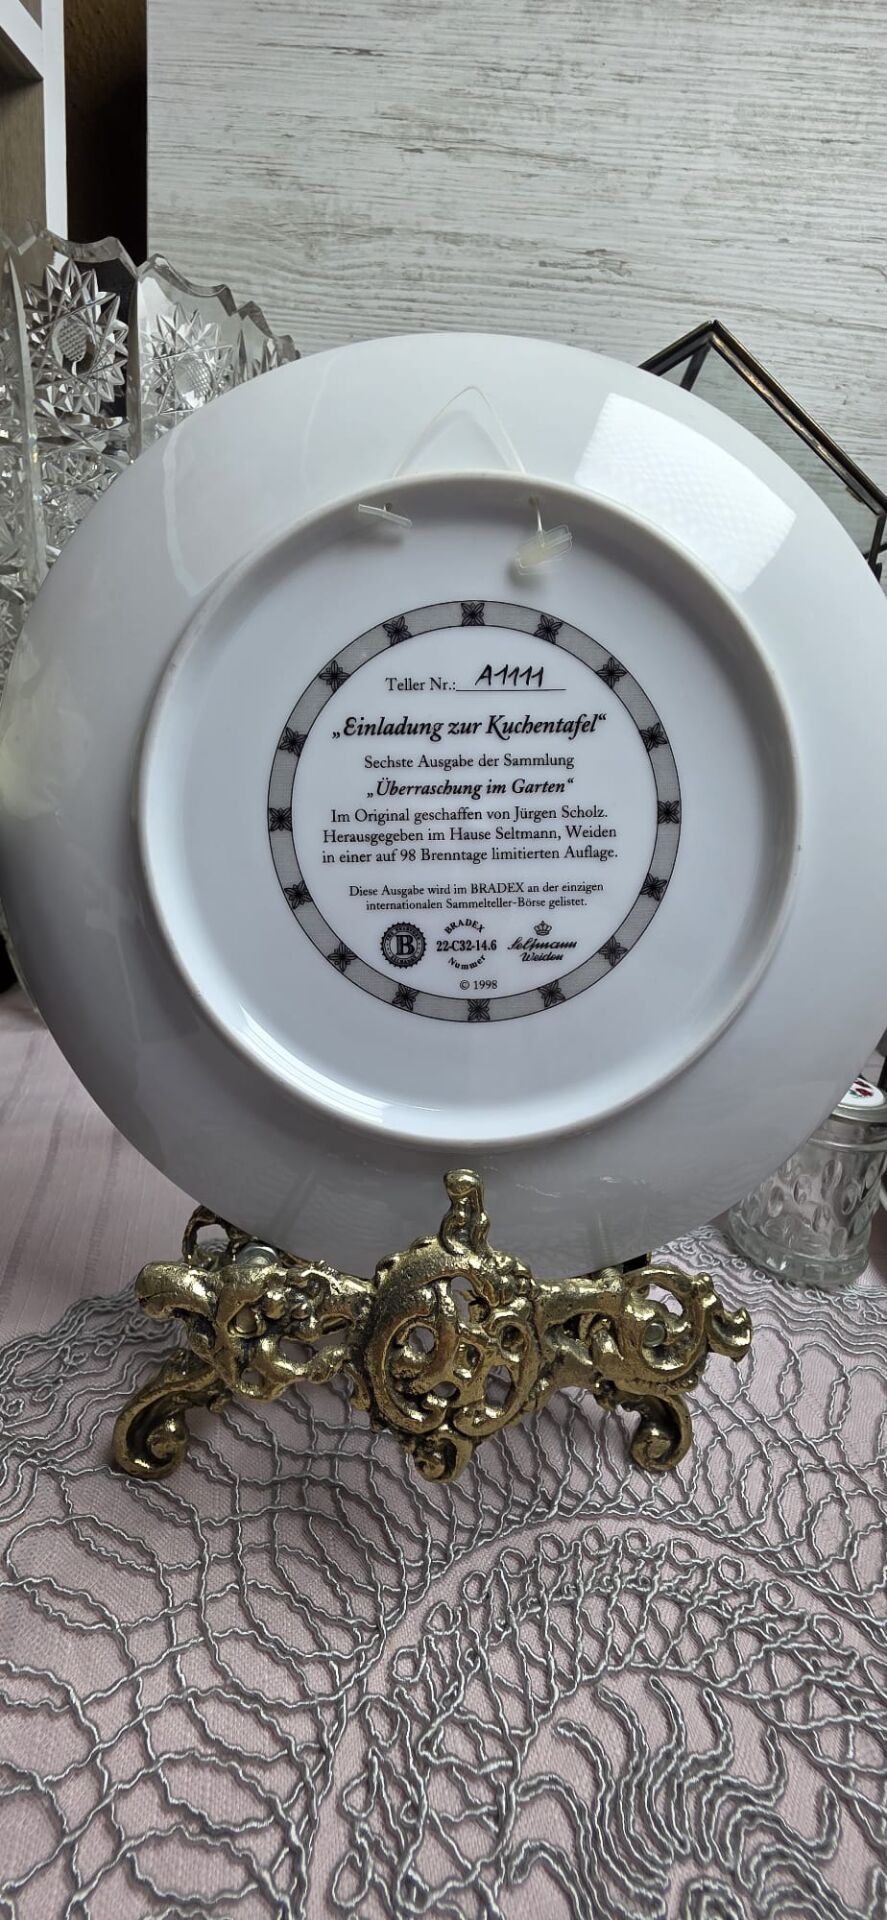 Teller Nr.: A1111
„Einladung zur Kuchentafel“
Sechste Ausgabe der Sammlung
„Überraschung im Garten“
Im Original geschaffen von Jürgen Scholz.
Herausgegeben im Hause Seltmann, Weiden
in einer auf 98 Brenntage limitierten Auflage.
Diese Ausgabe wird im BRADEX an der einzigen
internationalen Sammelteller-Börse gelistet.
B
BRADEX
22-C32-14.6
Nummer
Seltmann
Weiden
© 1998